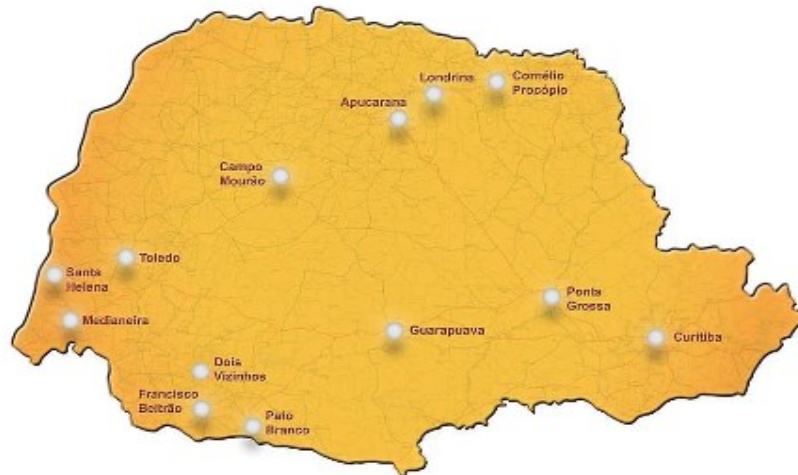 Londrina
Cornélio
Procópio
Apucarana
Campo
Mourão
Toledo
Santa
Helena
Medianeira
Ponta
Grossa
Guarapuava
Curitiba
Dois
Vizinhos
Francisco
Beltrão
Pato
Branco